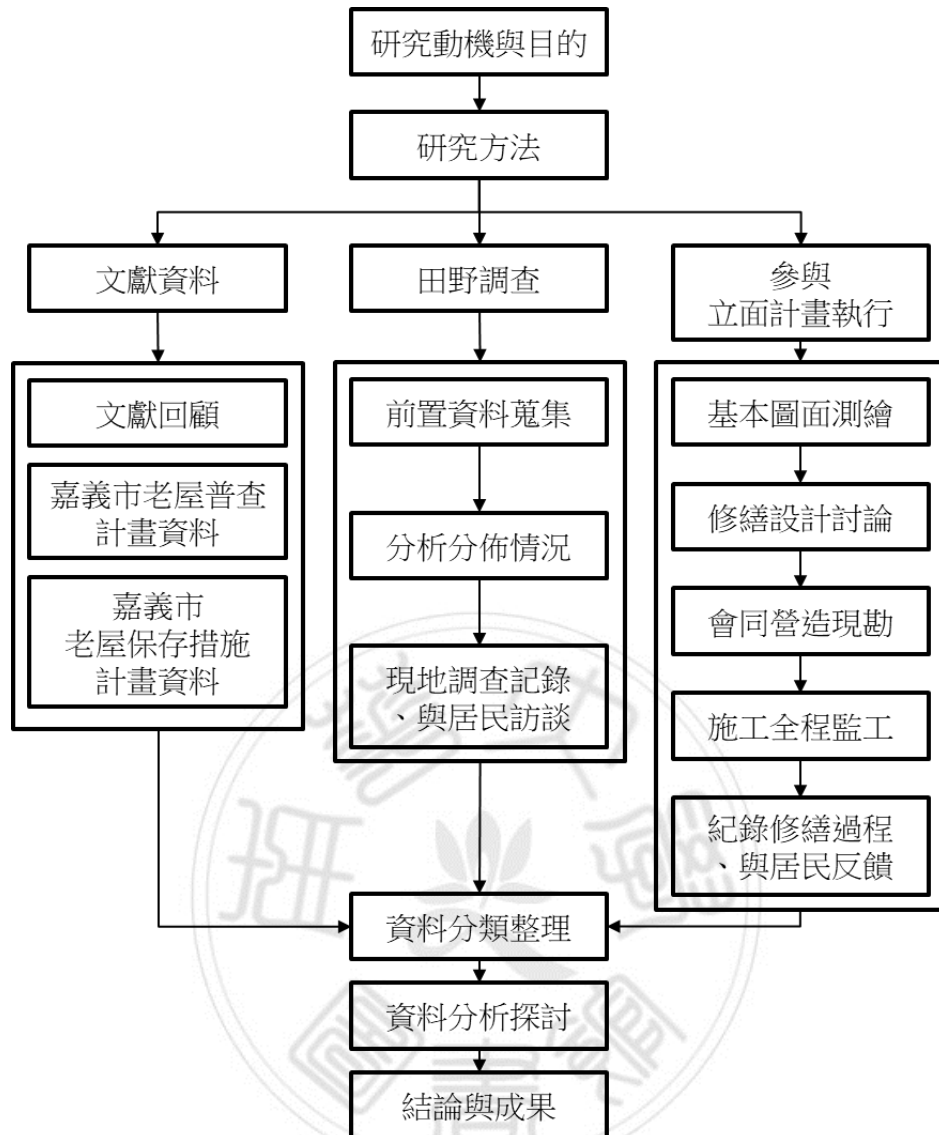 研究動機與目的
研究方法
文獻資料
文獻回顧
嘉義市老屋普查
計畫資料
嘉義市
老屋保存措施
計畫資料
田野調查
前置資料蒐集
分析分佈情況
現地調查記錄
、與居民訪談
參與
立面計畫執行
基本圖面測繪
修繕設計討論
會同營造現勘
施工全程監工
紀錄修繕過程
、與居民反饋
資料分類整理
資料分析探討
結論與成果